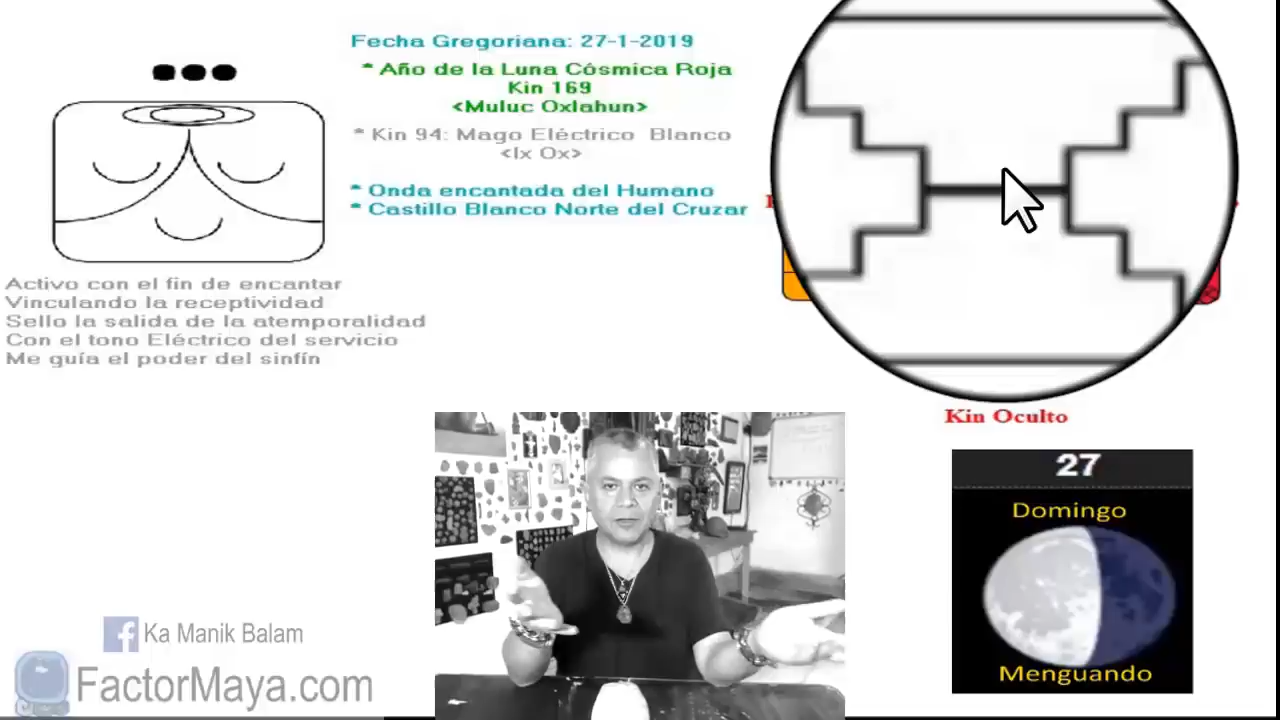 Fecha Gregoriana: 27-1-2019
* Año de la Luna Cósmica Roja
Kin 169
<Muluc Oxlahun>
* Kin 94: Mago Eléctrico Blanco
<Ix Ox>
* Onda encantada del Humano
* Castillo Blanco Norte del Cruzar
Activo con el fin de encantar
Vinculando la receptividad
Sello la salida de la atemporalidad
Con el tono Eléctrico del servicio
Me guía el poder del sinfín
Kin Oculto
27
Domingo
Menguando
Ka Manik Balam
FactorMaya.com